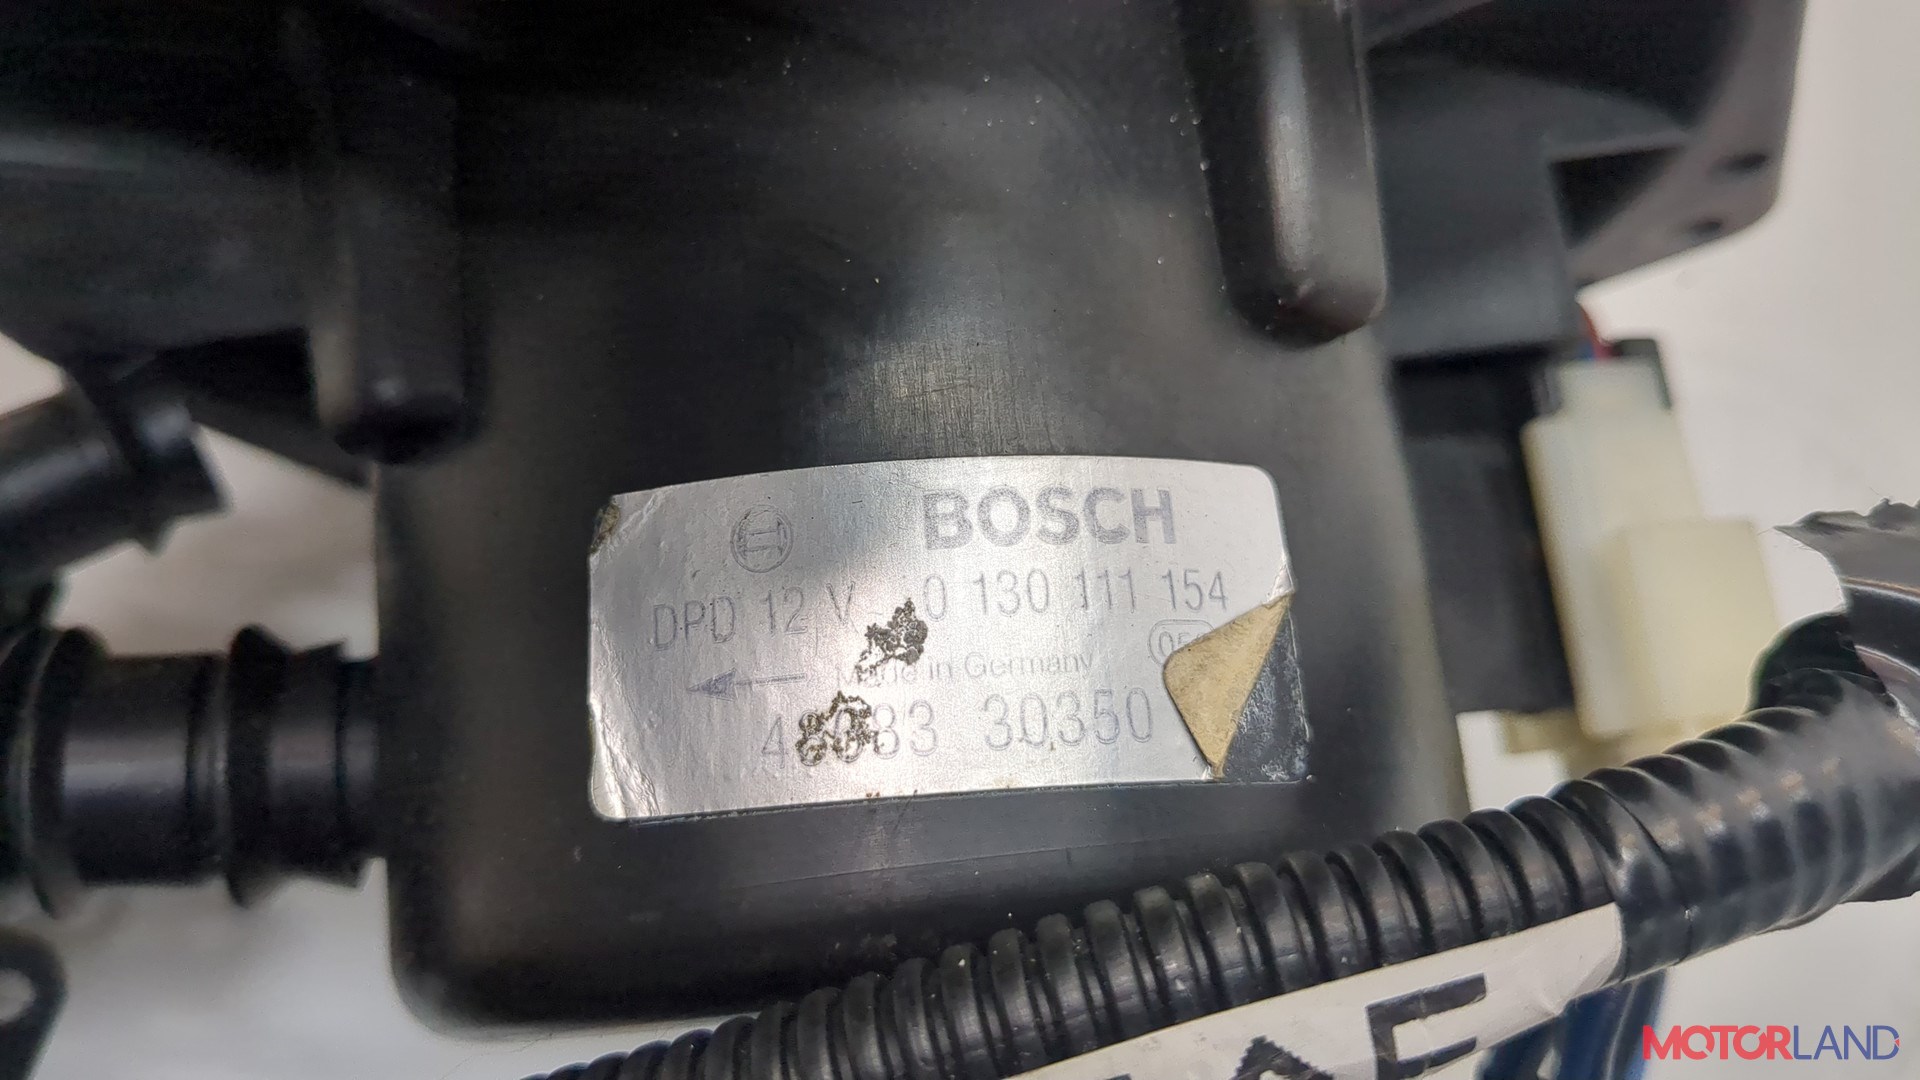 BOSCH
DPD 12 V 0 130 111 154
Made in Germany
30350
MOTORLAND